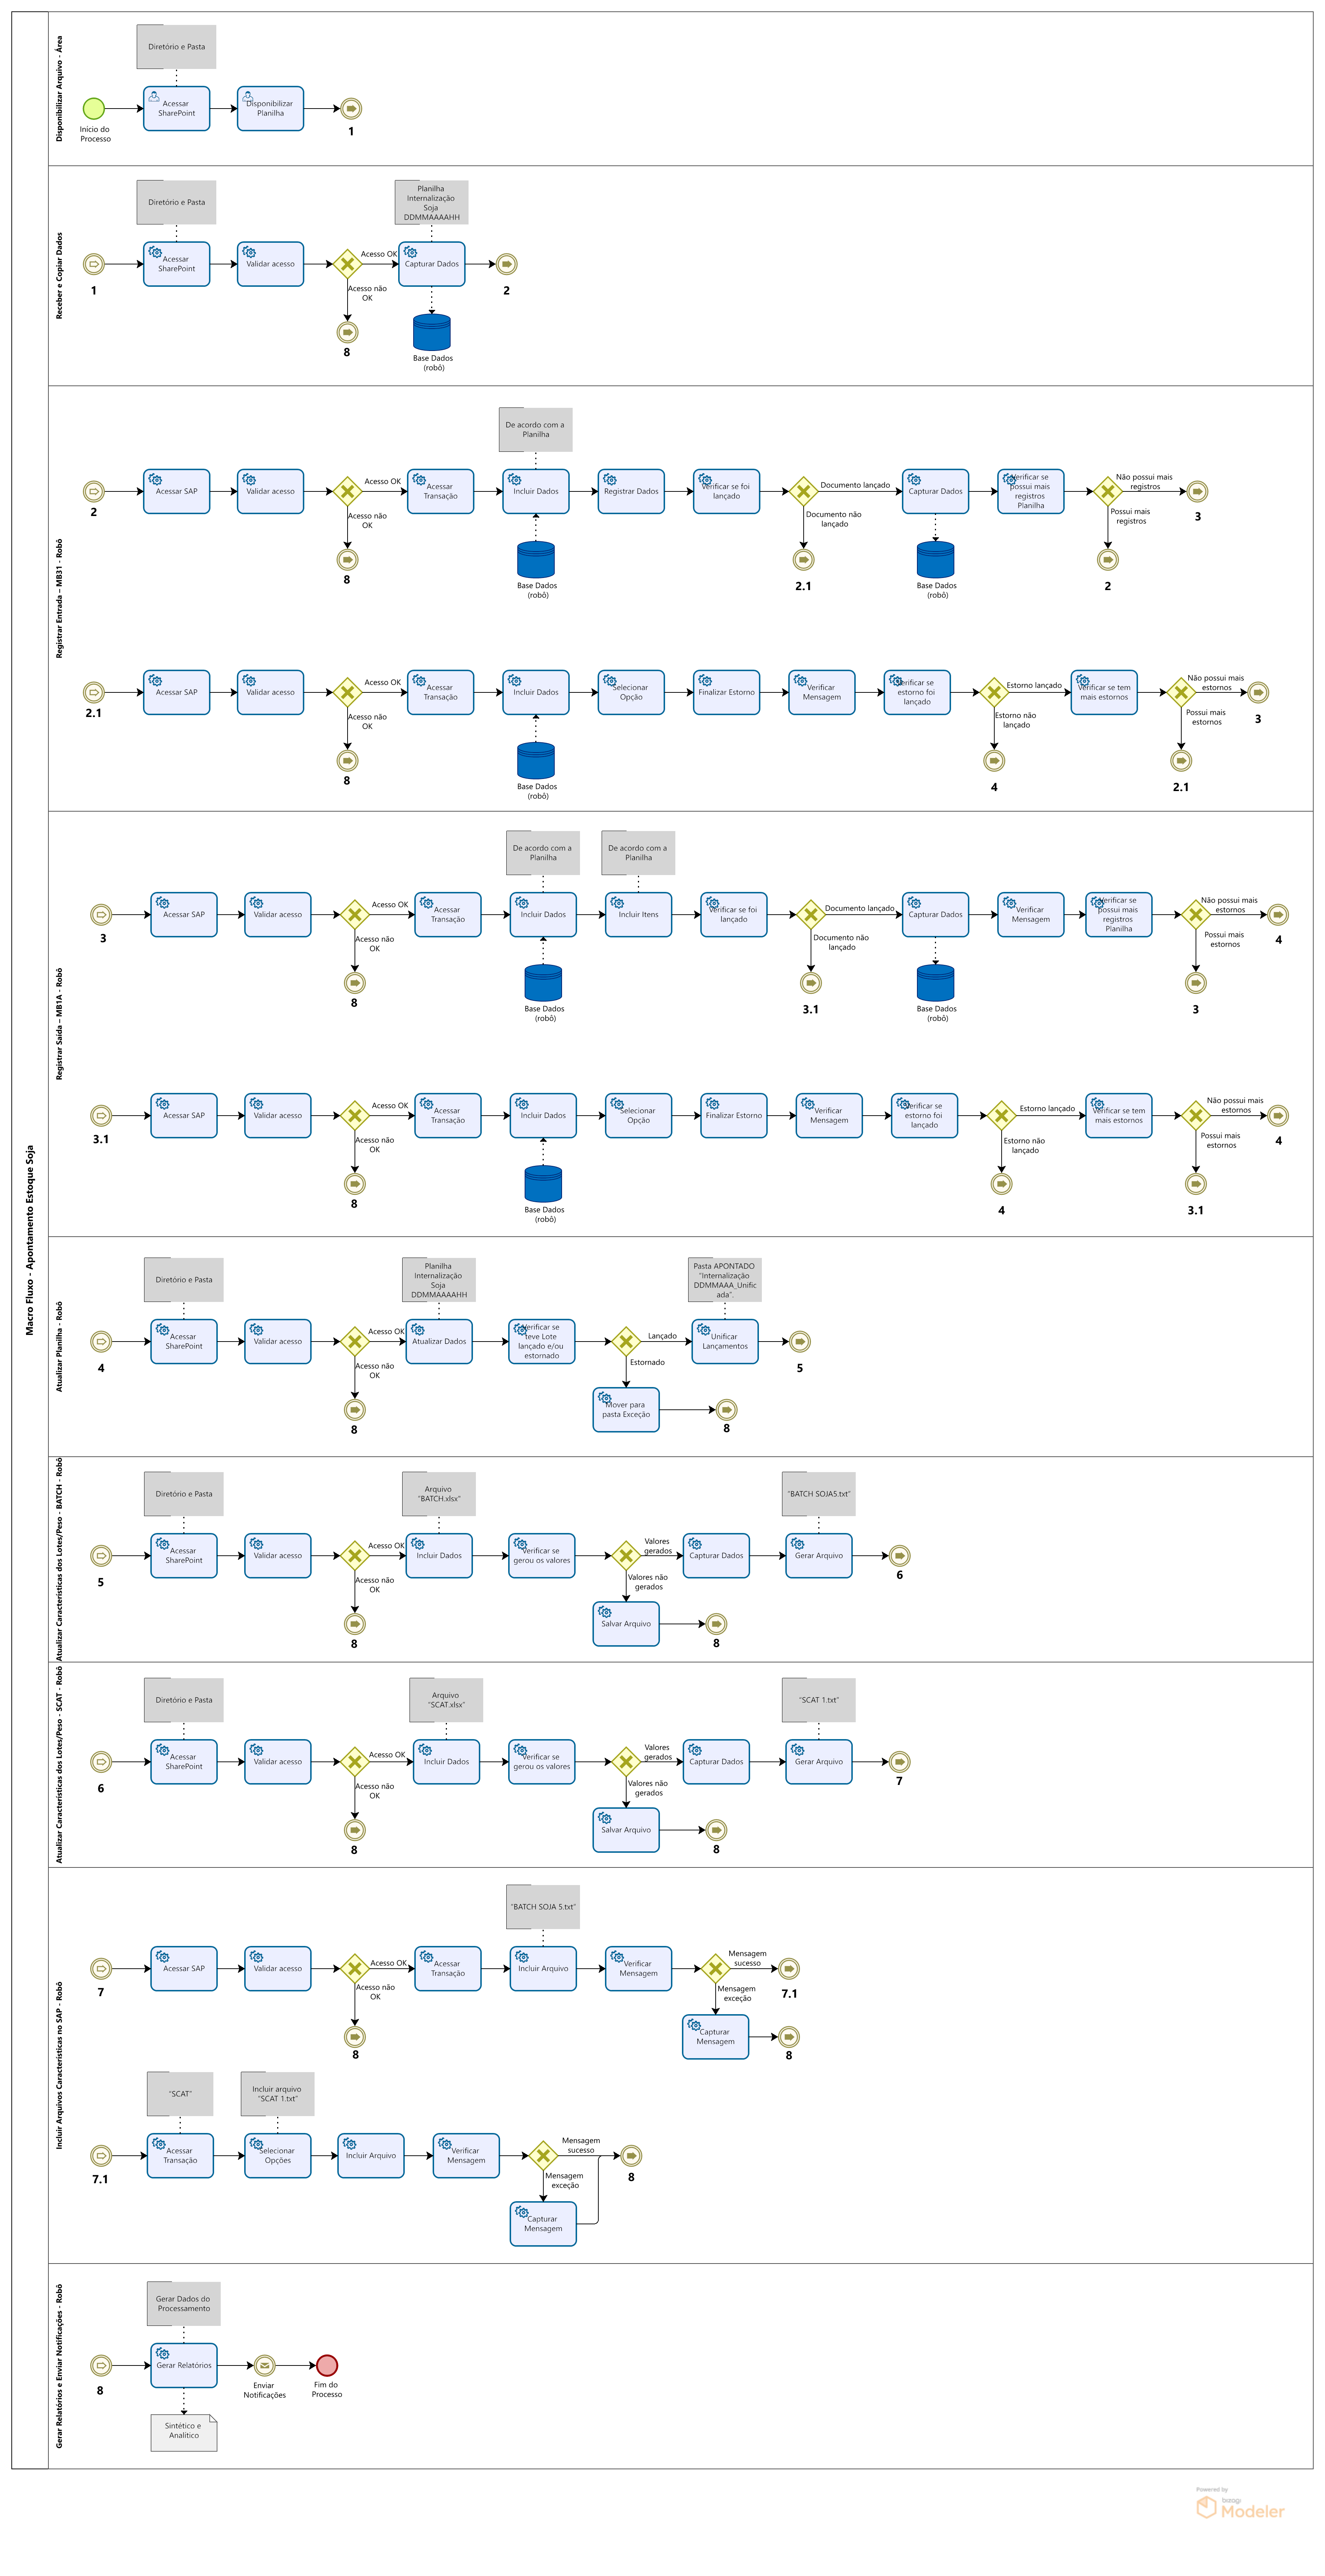 Macro Fluxo - Apontamento Estoque Soja
Disponibilizar Arquivo - Área
Diretório e Pasta
Início do
Processo
Acessar
SharePoint
Disponibilizar
Planilha
1
Receber e Copiar Dados
Diretório e Pasta
Planilha
Internalização
Soja
DDMMAAAAHH
1
Acessar
SharePoint
Validar acesso
Acesso OK
Acesso não
OK
8
Capturar Dados
Base Dados
(robô)
2
Registrar Entrada – MB31 - Robô
De acordo com a
Planilha
2
Acessar SAP
Validar acesso
Acesso OK
Acesso não
OK
8
Acessar
Transação
Incluir Dados
Base Dados
(robô)
Registrar Dados
Verificar se foi
lançado
Documento lançado
Documento não
lançado
2.1
Capturar Dados
Base Dados
(robô)
Verificar se
possui mais
registros
Planilha
Não possui mais
registros
Possui mais
registros
2
3
2.1
Acessar SAP
Validar acesso
Acesso OK
Acesso não
OK
8
Acessar
Transação
Incluir Dados
Base Dados
(robô)
Selecionar
Opção
Finalizar Estorno
Verificar
Mensagem
Verificar se
estorno foi
lançado
Estorno lançado
Estorno não
lançado
4
Verificar se tem
mais estornos
Não possui mais
estornos
Possui mais
estornos
2.1
3
Registrar Saída – MB1A - Robô
De acordo com a
Planilha
De acordo com a
Planilha
3
Acessar SAP
Validar acesso
Acesso OK
Acesso não
OK
8
Acessar
Transação
Incluir Dados
Base Dados
(robô)
Incluir Itens
Verificar se foi
lançado
Documento lançado
Documento não
lançado
3.1
Capturar Dados
Base Dados
(robô)
Verificar
Mensagem
Verificar se
possui mais
registros
Planilha
Não possui mais
estornos
Possui mais
estornos
3
4
3.1
Acessar SAP
Validar acesso
Acesso OK
Acesso não
OK
8
Acessar
Transação
Incluir Dados
Base Dados
(robô)
Selecionar
Opção
Finalizar Estorno
Verificar
Mensagem
Verificar se
estorno foi
lançado
Estorno lançado
Estorno não
lançado
4
Verificar se tem
mais estornos
Não possui mais
estornos
Possui mais
estornos
3.1
4
Atualizar Planilha - Robô
Diretório e Pasta
Planilha
Internalização
Soja
DDMMAAAAHH
Pasta APONTADO
"Internalização
DDMMAAA_Unific
ada".
4
Acessar
SharePoint
Validar acesso
Acesso OK
Acesso não
OK
8
Atualizar Dados
Verificar se
teve Lote
lançado e/ou
estornado
Lançado
Estornado
Unificar
Lançamentos
5
Mover para
pasta Exceção
8
Atualizar Características dos Lotes/Peso - BATCH - Robô
Diretório e Pasta
Arquivo
"BATCH.xlsx"
"BATCH SOJA5.txt"
5
Acessar
SharePoint
Validar acesso
Acesso OK
Acesso não
OK
8
Incluir Dados
Verificar se
gerou os valores
Valores
gerados
Valores não
gerados
Capturar Dados
Gerar Arquivo
6
Salvar Arquivo
8
Atualizar Características dos Lotes/Peso - SCAT - Robô
Diretório e Pasta
Arquivo
"SCAT.xlsx"
"SCAT 1.txt"
6
Acessar
SharePoint
Validar acesso
Acesso OK
Acesso não
OK
8
Incluir Dados
Verificar se
gerou os valores
Valores
gerados
Valores não
gerados
Capturar Dados
Gerar Arquivo
7
Salvar Arquivo
8
Incluir Arquivos Características no SAP - Robô
"BATCH SOJA 5.txt"
7
Acessar SAP
Validar acesso
Acesso OK
Acesso não
OK
8
Acessar
Transação
Incluir Arquivo
Verificar
Mensagem
Mensagem
sucesso
Mensagem
exceção
7.1
Capturar
Mensagem
8
"SCAT"
Incluir arquivo
"SCAT 1.txt"
7.1
Acessar
Transação
Selecionar
Opções
Incluir Arquivo
Verificar
Mensagem
Mensagem
sucesso
Mensagem
exceção
8
Capturar
Mensagem
Gerar Relatórios e Enviar Notificações - Robô
Gerar Dados do
Processamento
8
Gerar Relatórios
Enviar
Notificações
Fim do
Processo
Sintético e
Analítico
Powered by
bizagi
Modeler